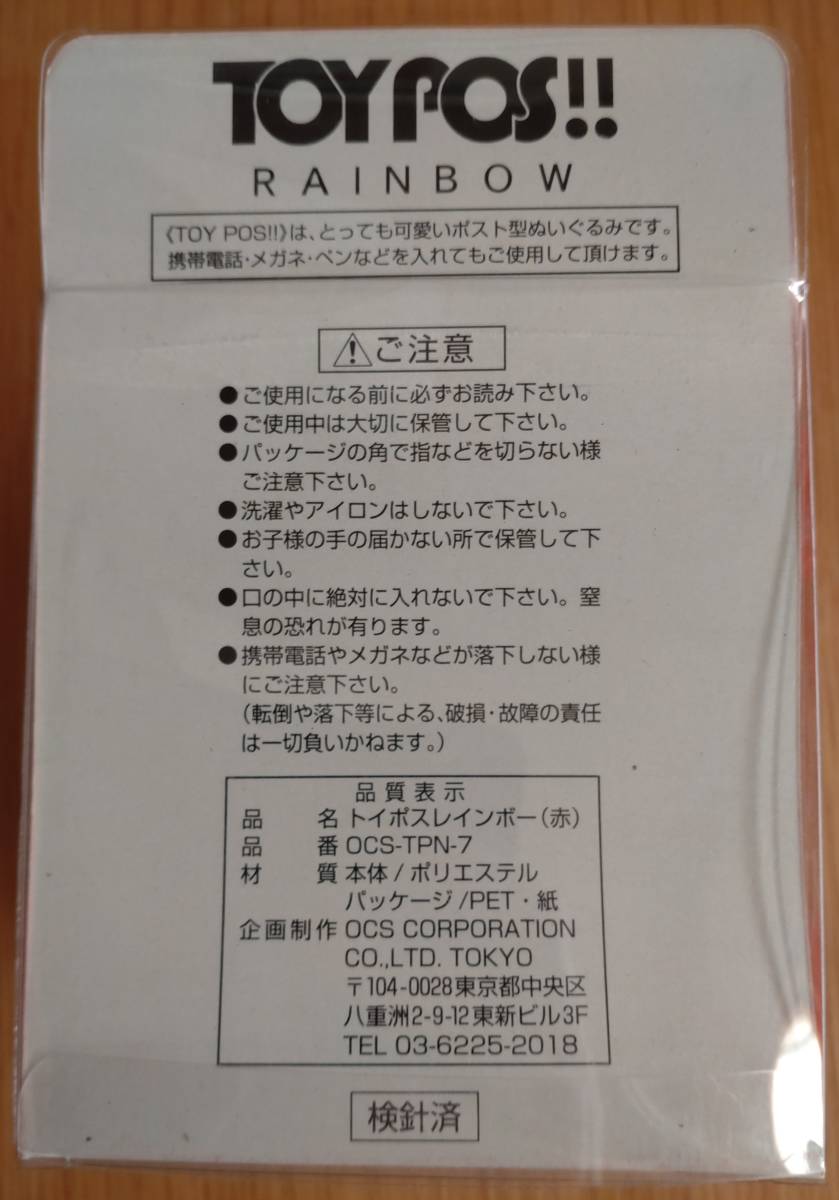 TOY POS!!
RAINBOW
《TOY POS!!》は、とっても可愛いポスト型ぬいぐるみです。
携帯電話・メガネ・ペンなどを入れてもご使用して頂けます。
⚠ご注意
●ご使用になる前に必ずお読み下さい。
●ご使用中は大切に保管して下さい。
●パッケージの角で指などを切らない様
ご注意下さい。
●洗濯やアイロンはしないで下さい。
●お子様の手の届かない所で保管して下
さい。
●口の中に絶対に入れないで下さい。窒
息の恐れが有ります。
●携帯電話やメガネなどが落下しない様
にご注意下さい。
(転倒や落下等による、破損・故障の責任
は一切負いかねます。)
品質表示
品名 トイポスレインボー(赤)
品番 OCS-TPN-7
材質 本体/ポリエステル
パッケージ/PET・紙
企画制作 OCS CORPORATION
CO.,LTD. TOKYO
〒104-0028東京都中央区
八重洲2-9-12東新ビル3F
TEL 03-6225-2018
検針済